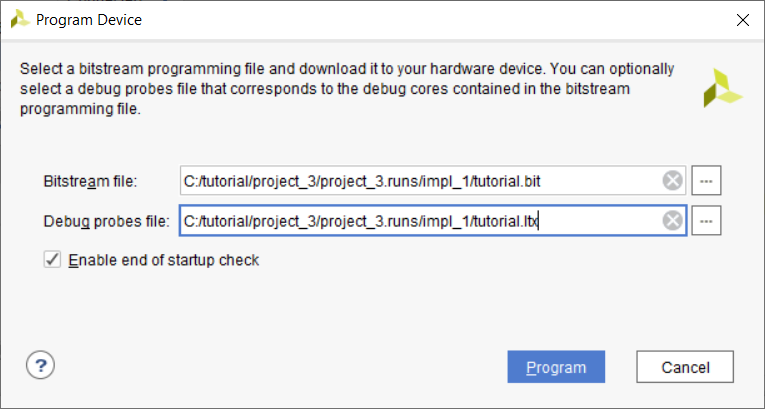 Program Device
Select a bitstream programming file and download it to your hardware device. You can optionally
select a debug probes file that corresponds to the debug cores contained in the bitstream
programming file.
Bitstream file: C:/tutorial/project_3/project_3.runs/impl_1/tutorial.bit ...
Debug probes file: C:/tutorial/project_3/project_3.runs/impl_1/tutorial.ltx ...
Enable end of startup check
? Program Cancel